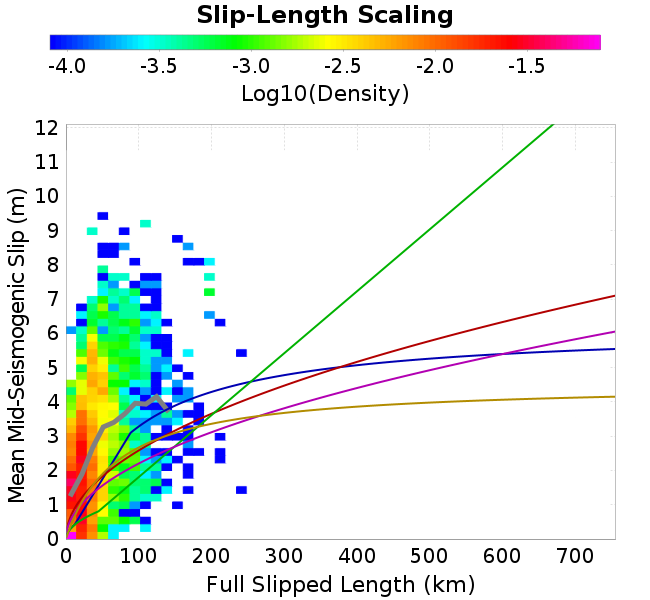 Slip-Length Scaling
-4.0 -3.5 -3.0 -2.5 -2.0 -1.5
Log10(Density)
12
11
10
9
8
7
6
5
4
3
2
1
0
Mean Mid-Seismogenic Slip (m)
0 100 200 300 400 500 600 700
Full Slipped Length (km)